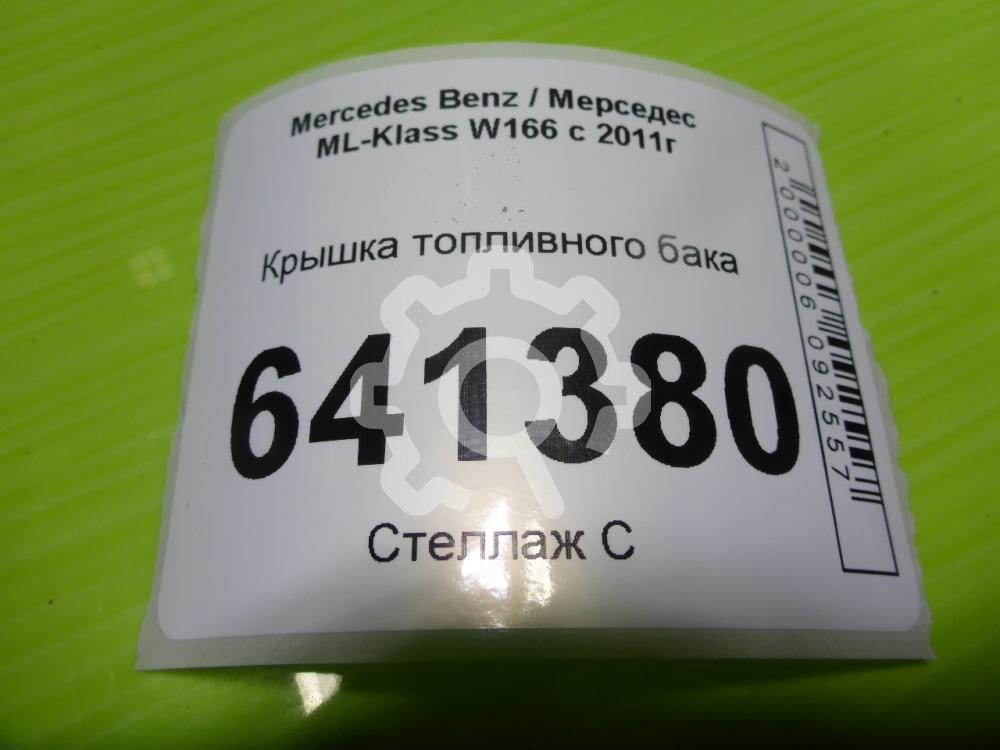 Mercedes Benz / Мерседес
ML-Klass W166 с 2011г
Крышка топливного бака
641380
Стеллаж С
2000006092557